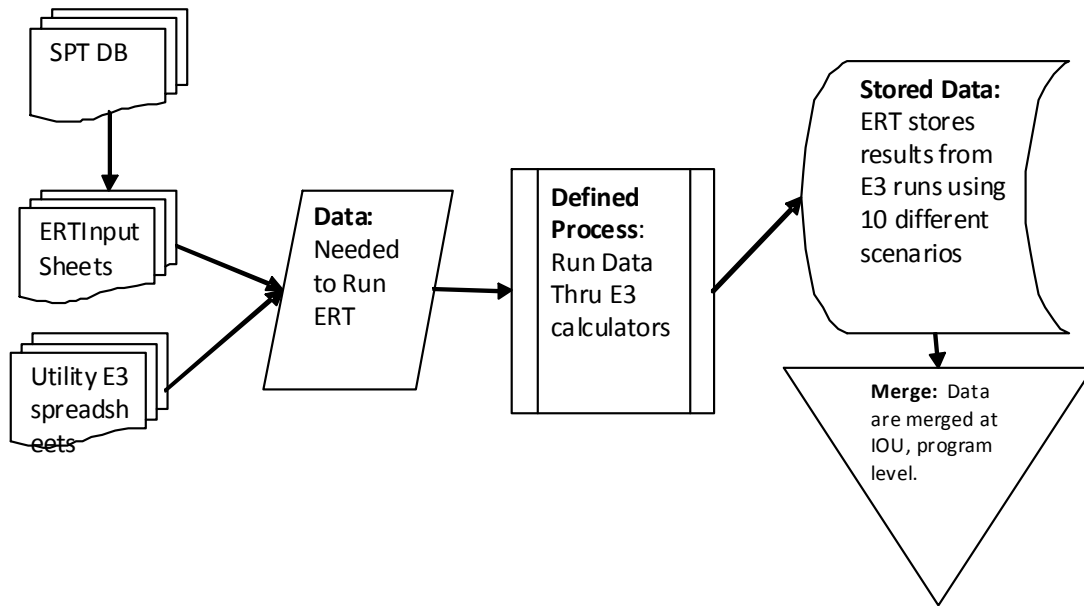 SPT DB
ERTInput
Sheets
Utility E3
spreadsh
eets
Data:
Needed
to Run
ERT
Defined
Process:
Run Data
Thru E3
calculators
Stored Data:
ERT stores
results from
E3 runs using
10 different
scenarios
Merge: Data
are merged at
IOU, program
level.